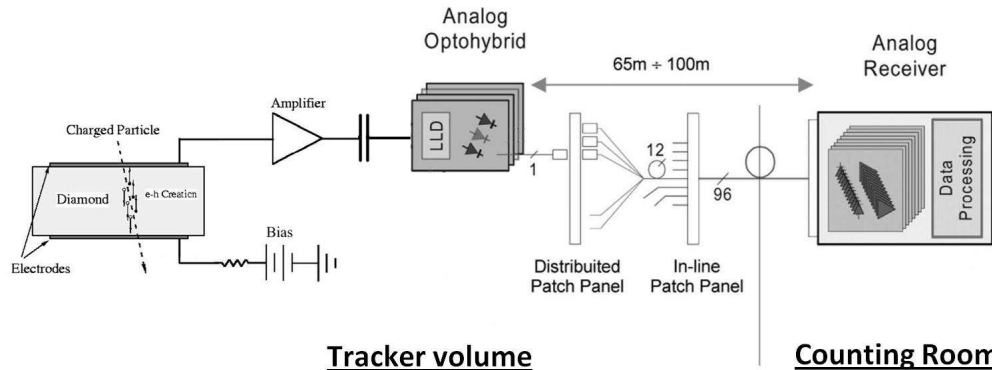 Analog
Optohybrid
Analog
Receiver
65m ÷ 100m
Amplifier
LLD
Charged Particle
12
1
96
Data
Processing
Diamond
e-h Creation
Bias
Electrodes
Distribuited
Patch Panel
In-line
Patch Panel
Tracker volume
Counting Room